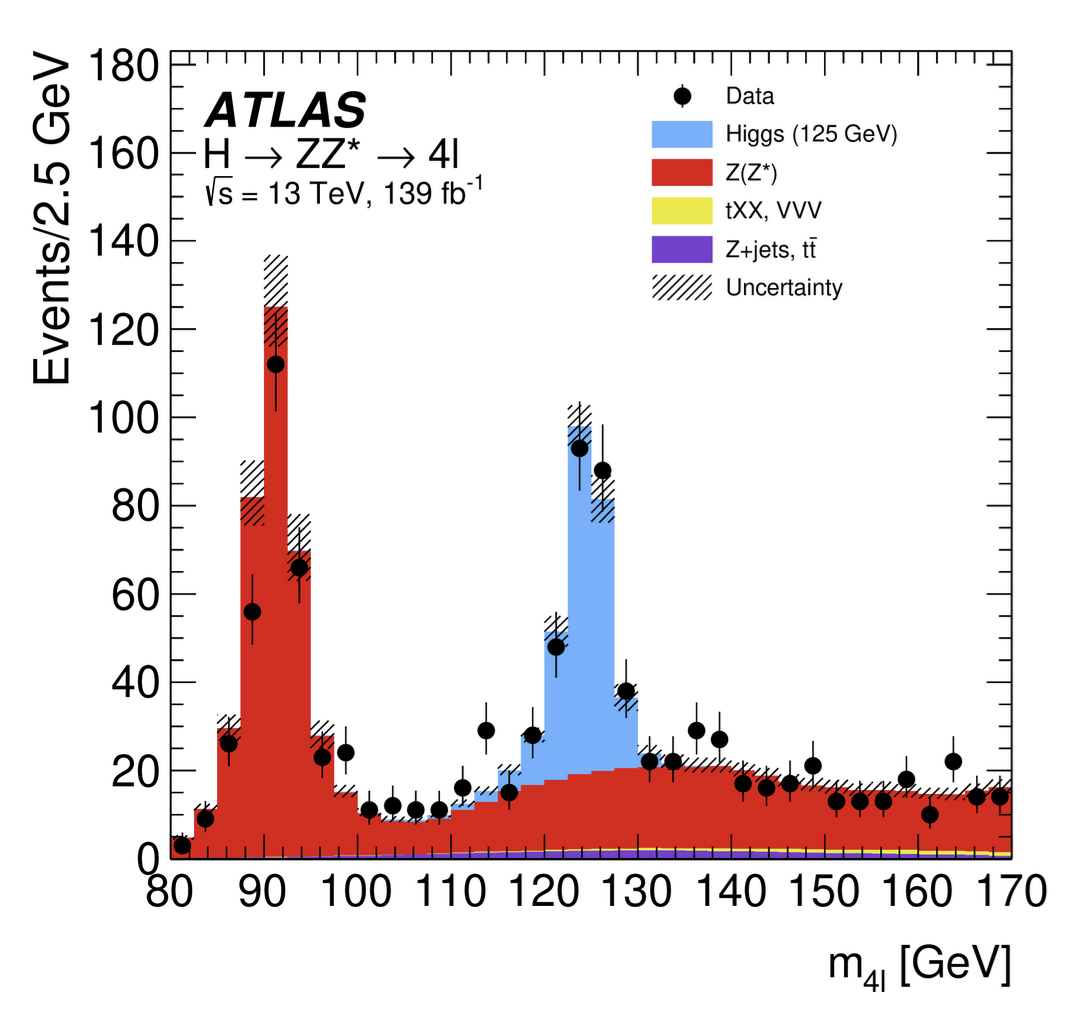 ATLAS
H → ZZ* → 4l
√s = 13 TeV, 139 fb⁻¹
Data
Higgs (125 GeV)
Z(Z*)
tXX, VVV
Z+jets, tt̄
Uncertainty
Events/2.5 GeV
180
160
140
120
100
80
60
40
20
0
80 90 100 110 120 130 140 150 160 170
m₄ₗ [GeV]